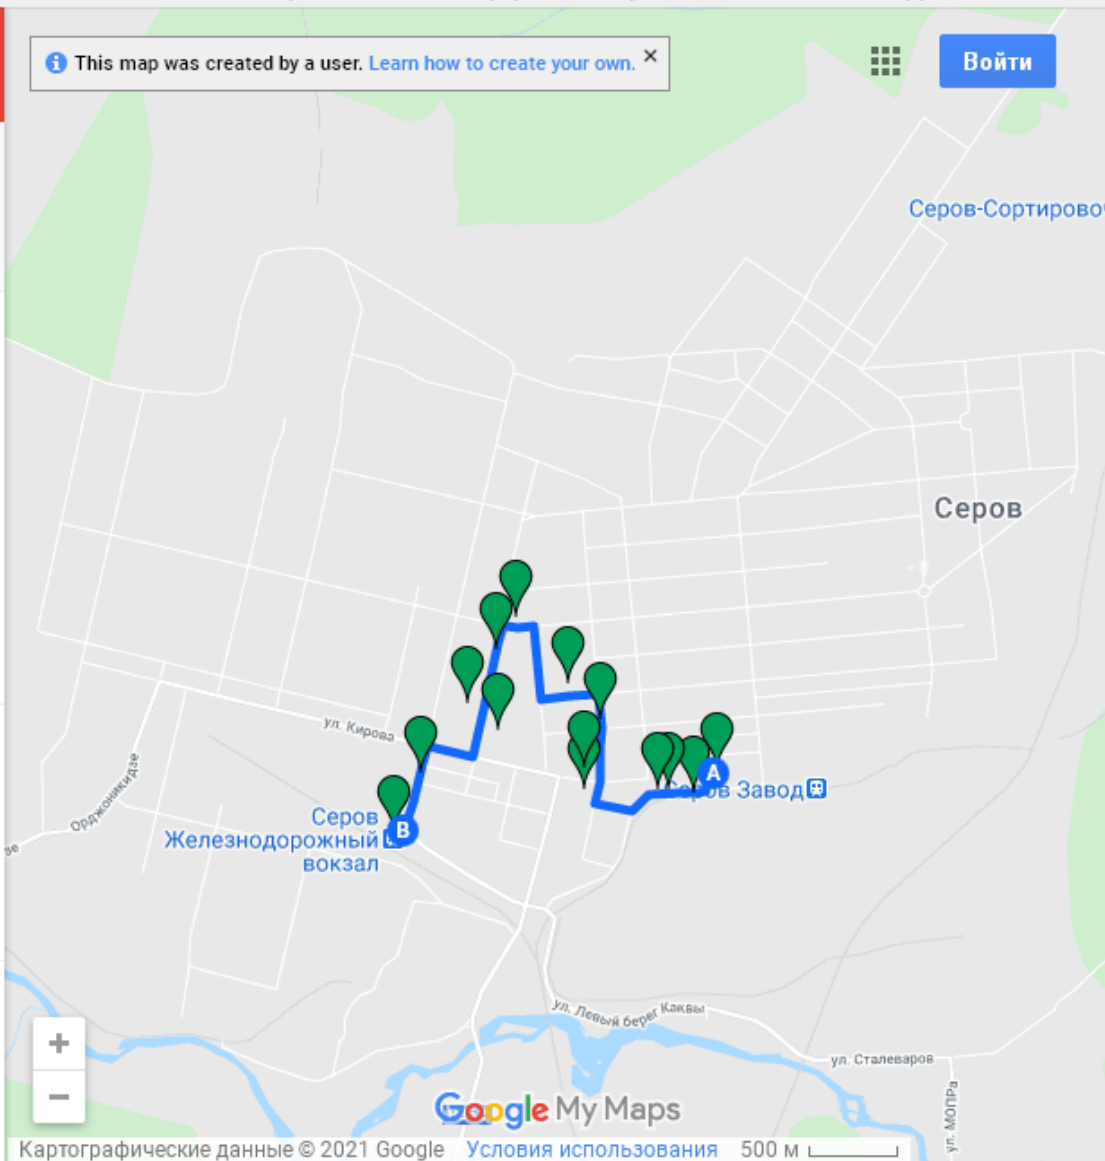 This map was created by a user. Learn how to create your own. ×
Войти
Серов-Сортирово
Серов
ул. Кирова
Орджоникидзе
A
Серов Завод
Серов
Железнодорожный
вокзал
B
зе
ул. Левый берег Каквы
ул. Сталеваров
ул. МОПРа
+
−
Google My Maps
Картографические данные © 2021 Google Условия использования 500 м